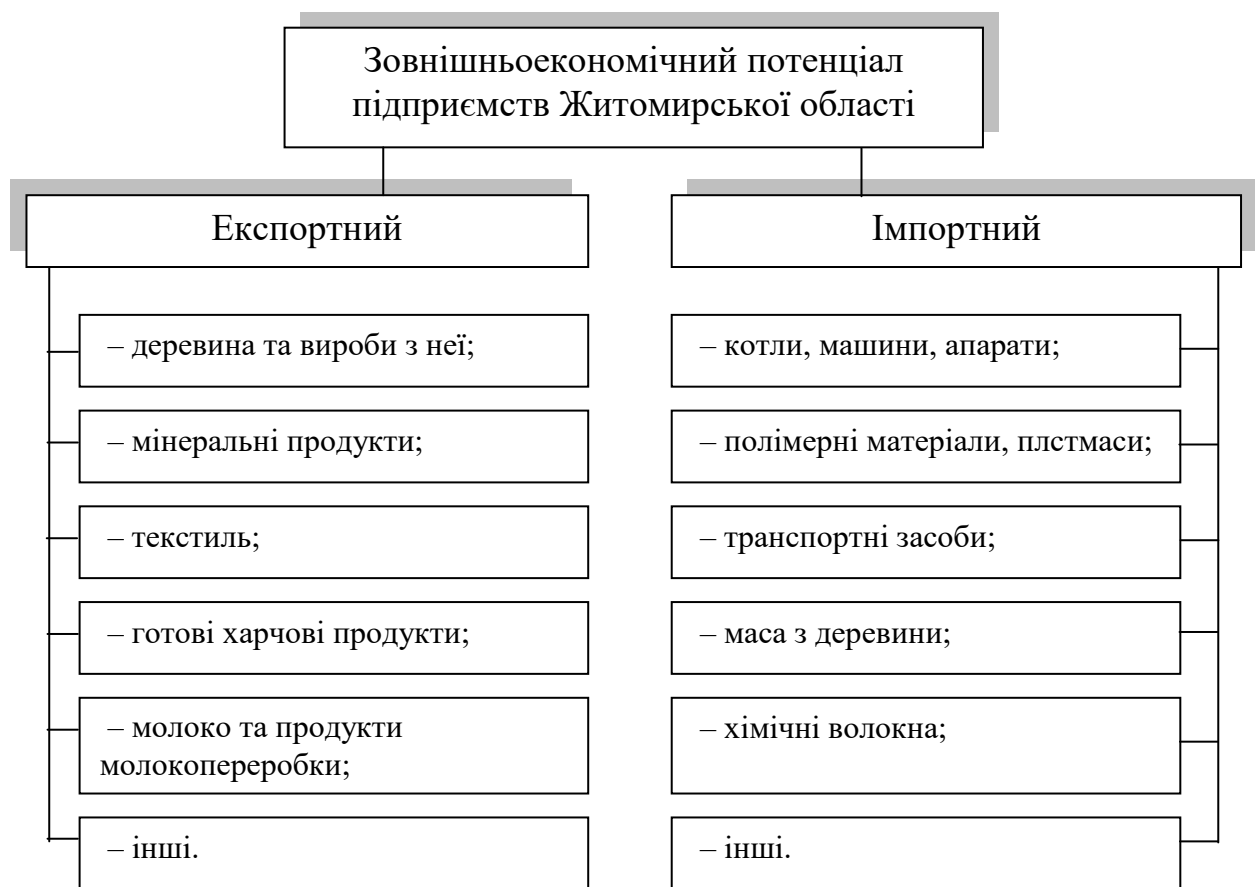 Зовнішньоекономічний потенціал
підприємств Житомирської області
Експортний
Імпортний
– деревина та вироби з неї;
– мінеральні продукти;
– текстиль;
– готові харчові продукти;
– молоко та продукти
молокопереробки;
– інші.
– котли, машини, апарати;
– полімерні матеріали, плстмаси;
– транспортні засоби;
– маса з деревини;
– хімічні волокна;
– інші.